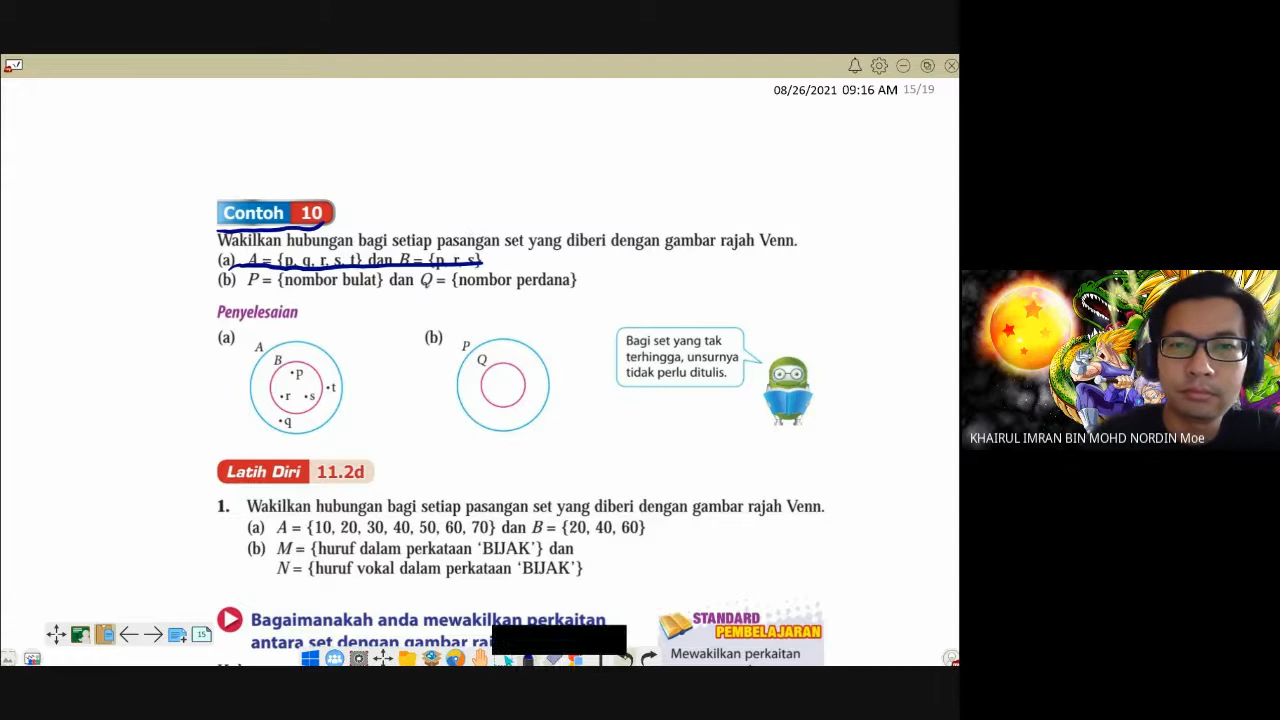 08/26/2021 09:16 AM 15/19
Contoh 10
Wakilkan hubungan bagi setiap pasangan set yang diberi dengan gambar rajah Venn.
(a) A = {p, q, r, s, t} dan B = {p, r, s}
(b) P = {nombor bulat} dan Q = {nombor perdana}
Penyelesaian
(a)
A
B
p
r
s
t
q
(b)
P
Q
Bagi set yang tak
terhingga, unsurnya
tidak perlu ditulis.
KHAIRUL IMRAN BIN MOHD NORDIN Moe
Latih Diri 11.2d
1. Wakilkan hubungan bagi setiap pasangan set yang diberi dengan gambar rajah Venn.
(a) A = {10, 20, 30, 40, 50, 60, 70} dan B = {20, 40, 60}
(b) M = {huruf dalam perkataan ‘BIJAK’} dan
N = {huruf vokal dalam perkataan ‘BIJAK’}
Bagaimanakah anda mewakilkan perkaitan
antara set dengan gambar
STANDARD
PEMBELAJARAN
Mewakilkan perkaitan
15